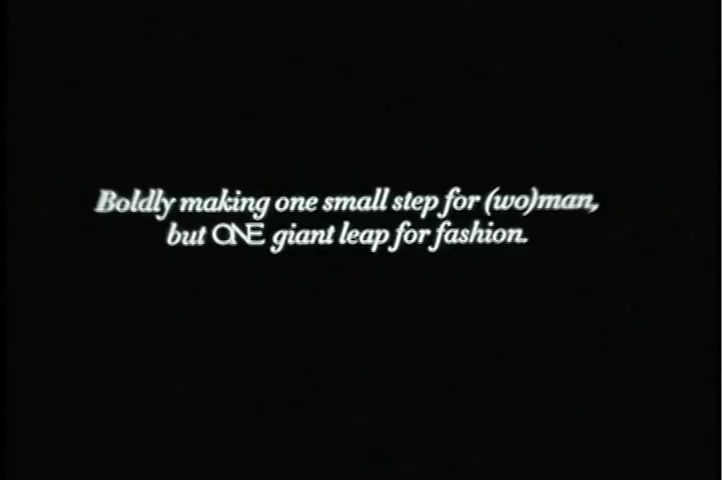 Boldly making one small step for (wo)man,
but ONE giant leap for fashion.